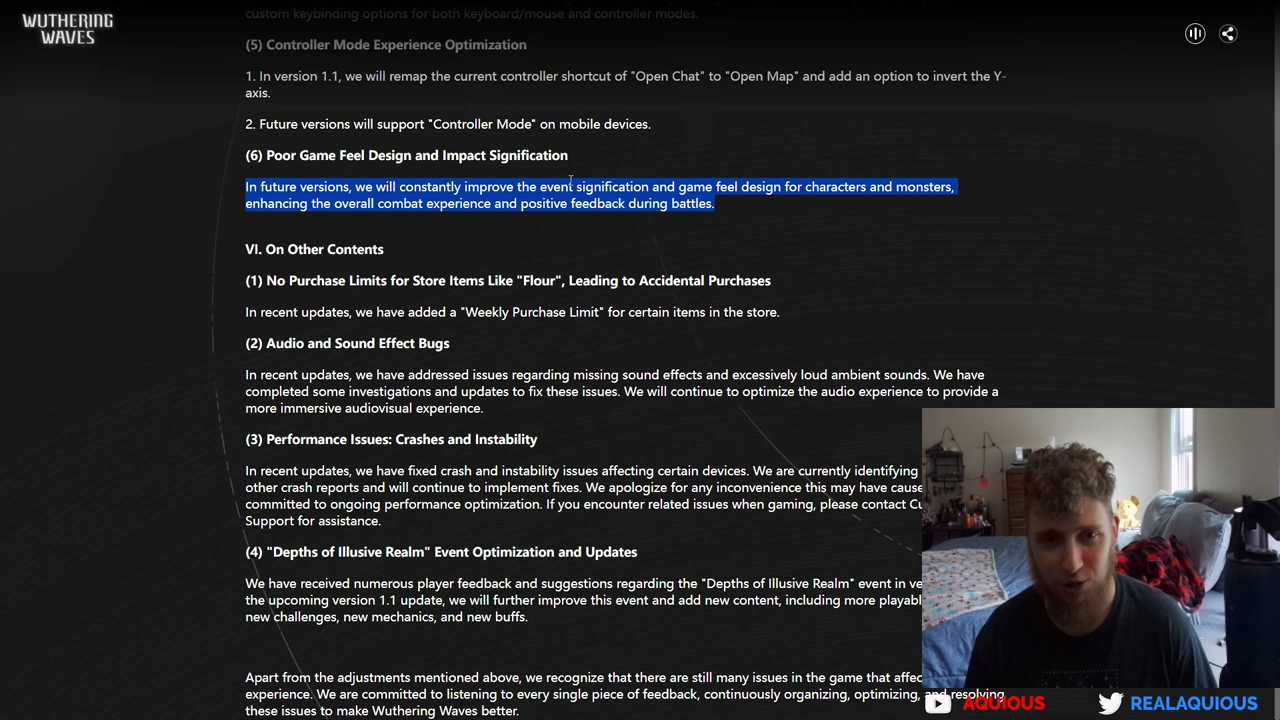 WUTHERING
WAVES
custom keybinding options for both keyboard/mouse and controller modes.
(5) Controller Mode Experience Optimization
1. In version 1.1, we will remap the current controller shortcut of "Open Chat" to "Open Map" and add an option to invert the Y-
axis.
2. Future versions will support "Controller Mode" on mobile devices.
(6) Poor Game Feel Design and Impact Signification
In future versions, we will constantly improve the event signification and game feel design for characters and monsters,
enhancing the overall combat experience and positive feedback during battles.
VI. On Other Contents
(1) No Purchase Limits for Store Items Like "Flour", Leading to Accidental Purchases
In recent updates, we have added a "Weekly Purchase Limit" for certain items in the store.
(2) Audio and Sound Effect Bugs
In recent updates, we have addressed issues regarding missing sound effects and excessively loud ambient sounds. We have
completed some investigations and updates to fix these issues. We will continue to optimize the audio experience to provide a
more immersive audiovisual experience.
(3) Performance Issues: Crashes and Instability
In recent updates, we have fixed crash and instability issues affecting certain devices. We are currently identifying
other crash reports and will continue to implement fixes. We apologize for any inconvenience this may have cause
committed to ongoing performance optimization. If you encounter related issues when gaming, please contact Cu
Support for assistance.
(4) "Depths of Illusive Realm" Event Optimization and Updates
We have received numerous player feedback and suggestions regarding the "Depths of Illusive Realm" event in ve
the upcoming version 1.1 update, we will further improve this event and add new content, including more playabl
new challenges, new mechanics, and new buffs.
Apart from the adjustments mentioned above, we recognize that there are still many issues in the game that affec
experience. We are committed to listening to every single piece of feedback, continuously organizing, optimizing, and resolving
these issues to make Wuthering Waves better.
AQUIOUS
REALAQUIOUS